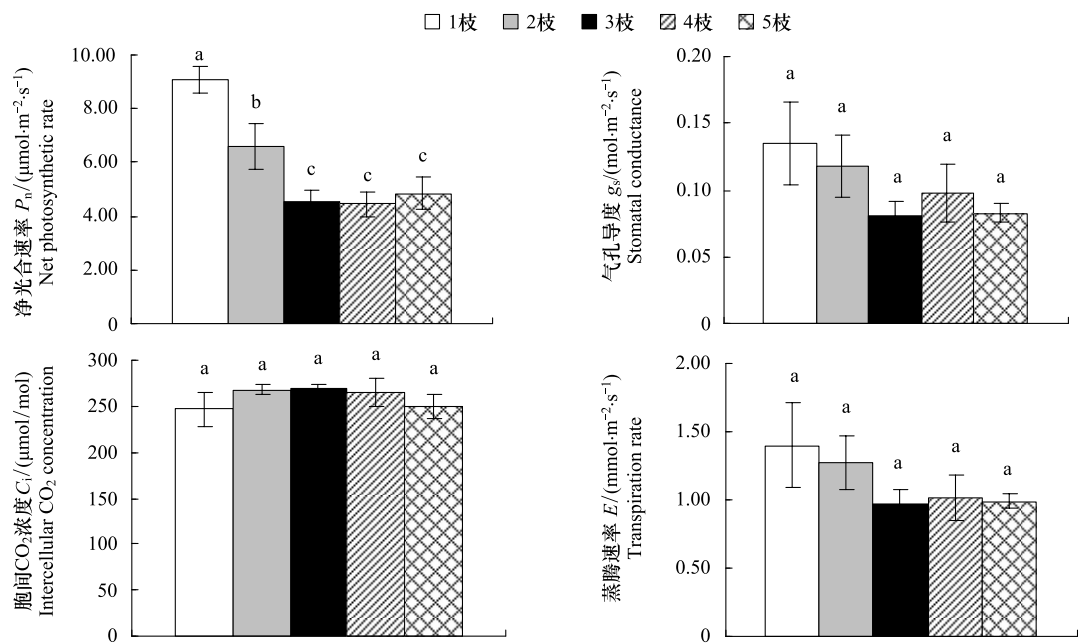 1枝 2枝 3枝 4枝 5枝
净光合速率 Pn/(μmol·m⁻²·s⁻¹)
Net photosynthetic rate
10.00
8.00
6.00
4.00
2.00
0
a
b
c
c
c
气孔导度 gs/(mol·m⁻²·s⁻¹)
Stomatal conductance
0.20
0.15
0.10
0.05
0
a
a
a
a
a
胞间CO₂浓度Ci/(μmol/mol)
Intercellular CO₂ concentration
300
250
200
150
100
50
0
a
a
a
a
a
蒸腾速率 E/(mmol·m⁻²·s⁻¹)
Transpiration rate
2.00
1.50
1.00
0.50
0
a
a
a
a
a